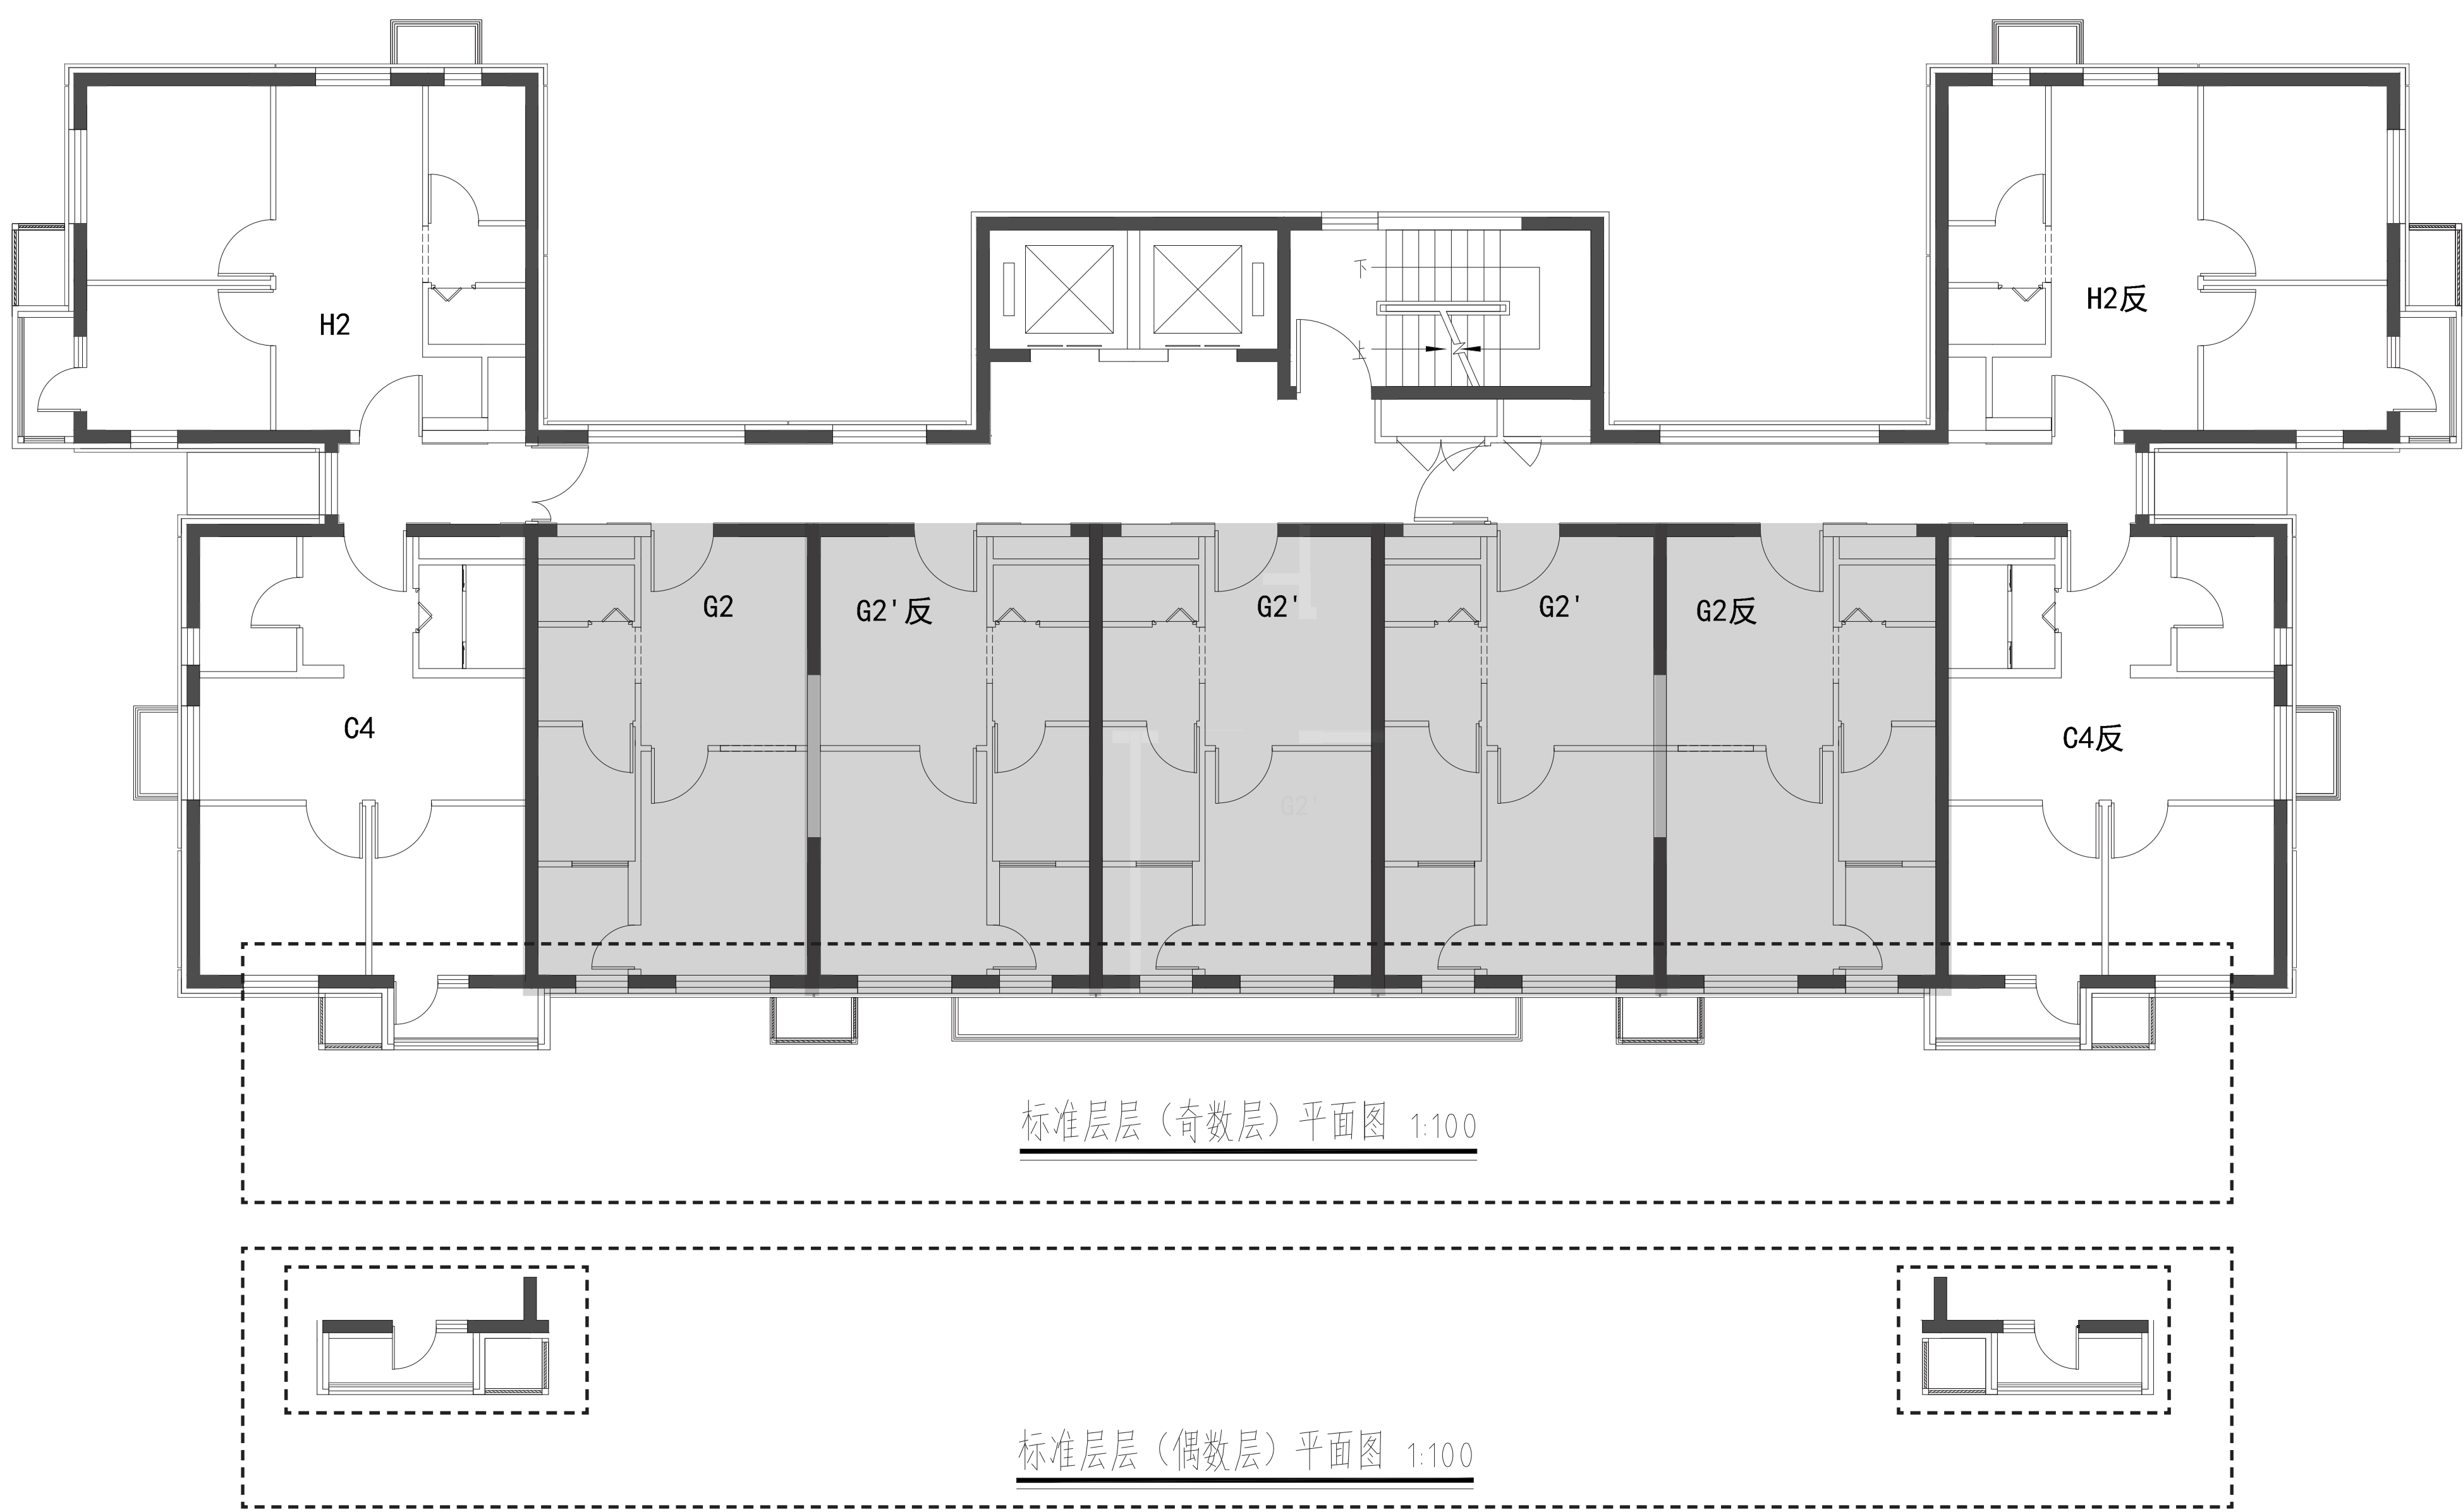 H2
H2反
下
上
G2
G2'反
G2'
G2'
G2反
C4
C4反
G2'
标准层层（奇数层）平面图 1:100
标准层层（偶数层）平面图 1:100